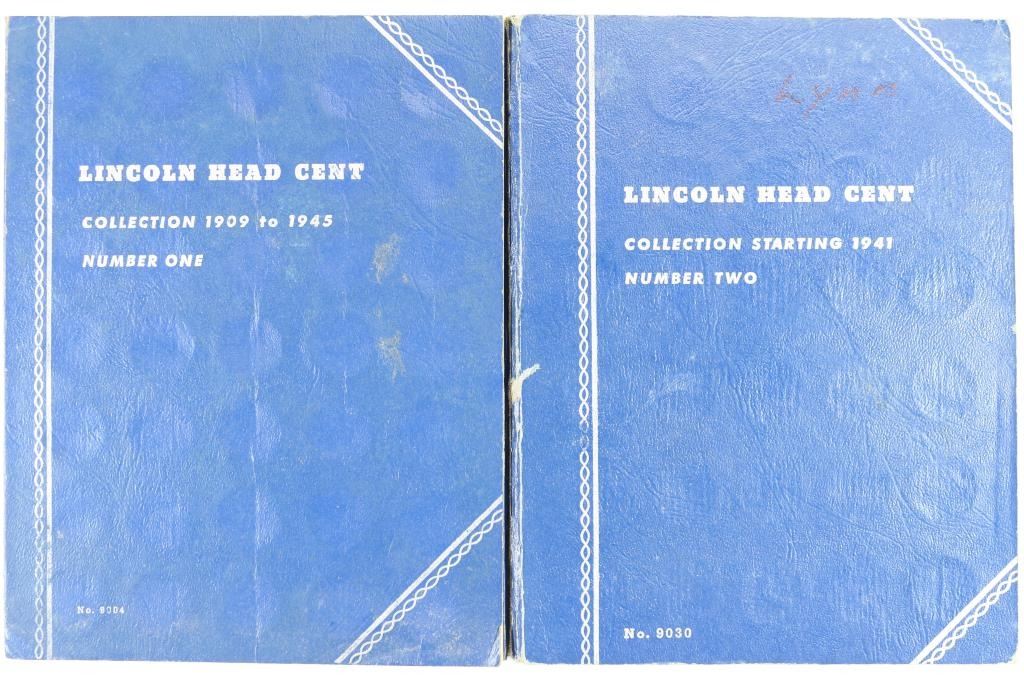 LINCOLN HEAD CENT
COLLECTION 1909 to 1945
NUMBER ONE
No. 9004
Lynn
LINCOLN HEAD CENT
COLLECTION STARTING 1941
NUMBER TWO
No. 9030